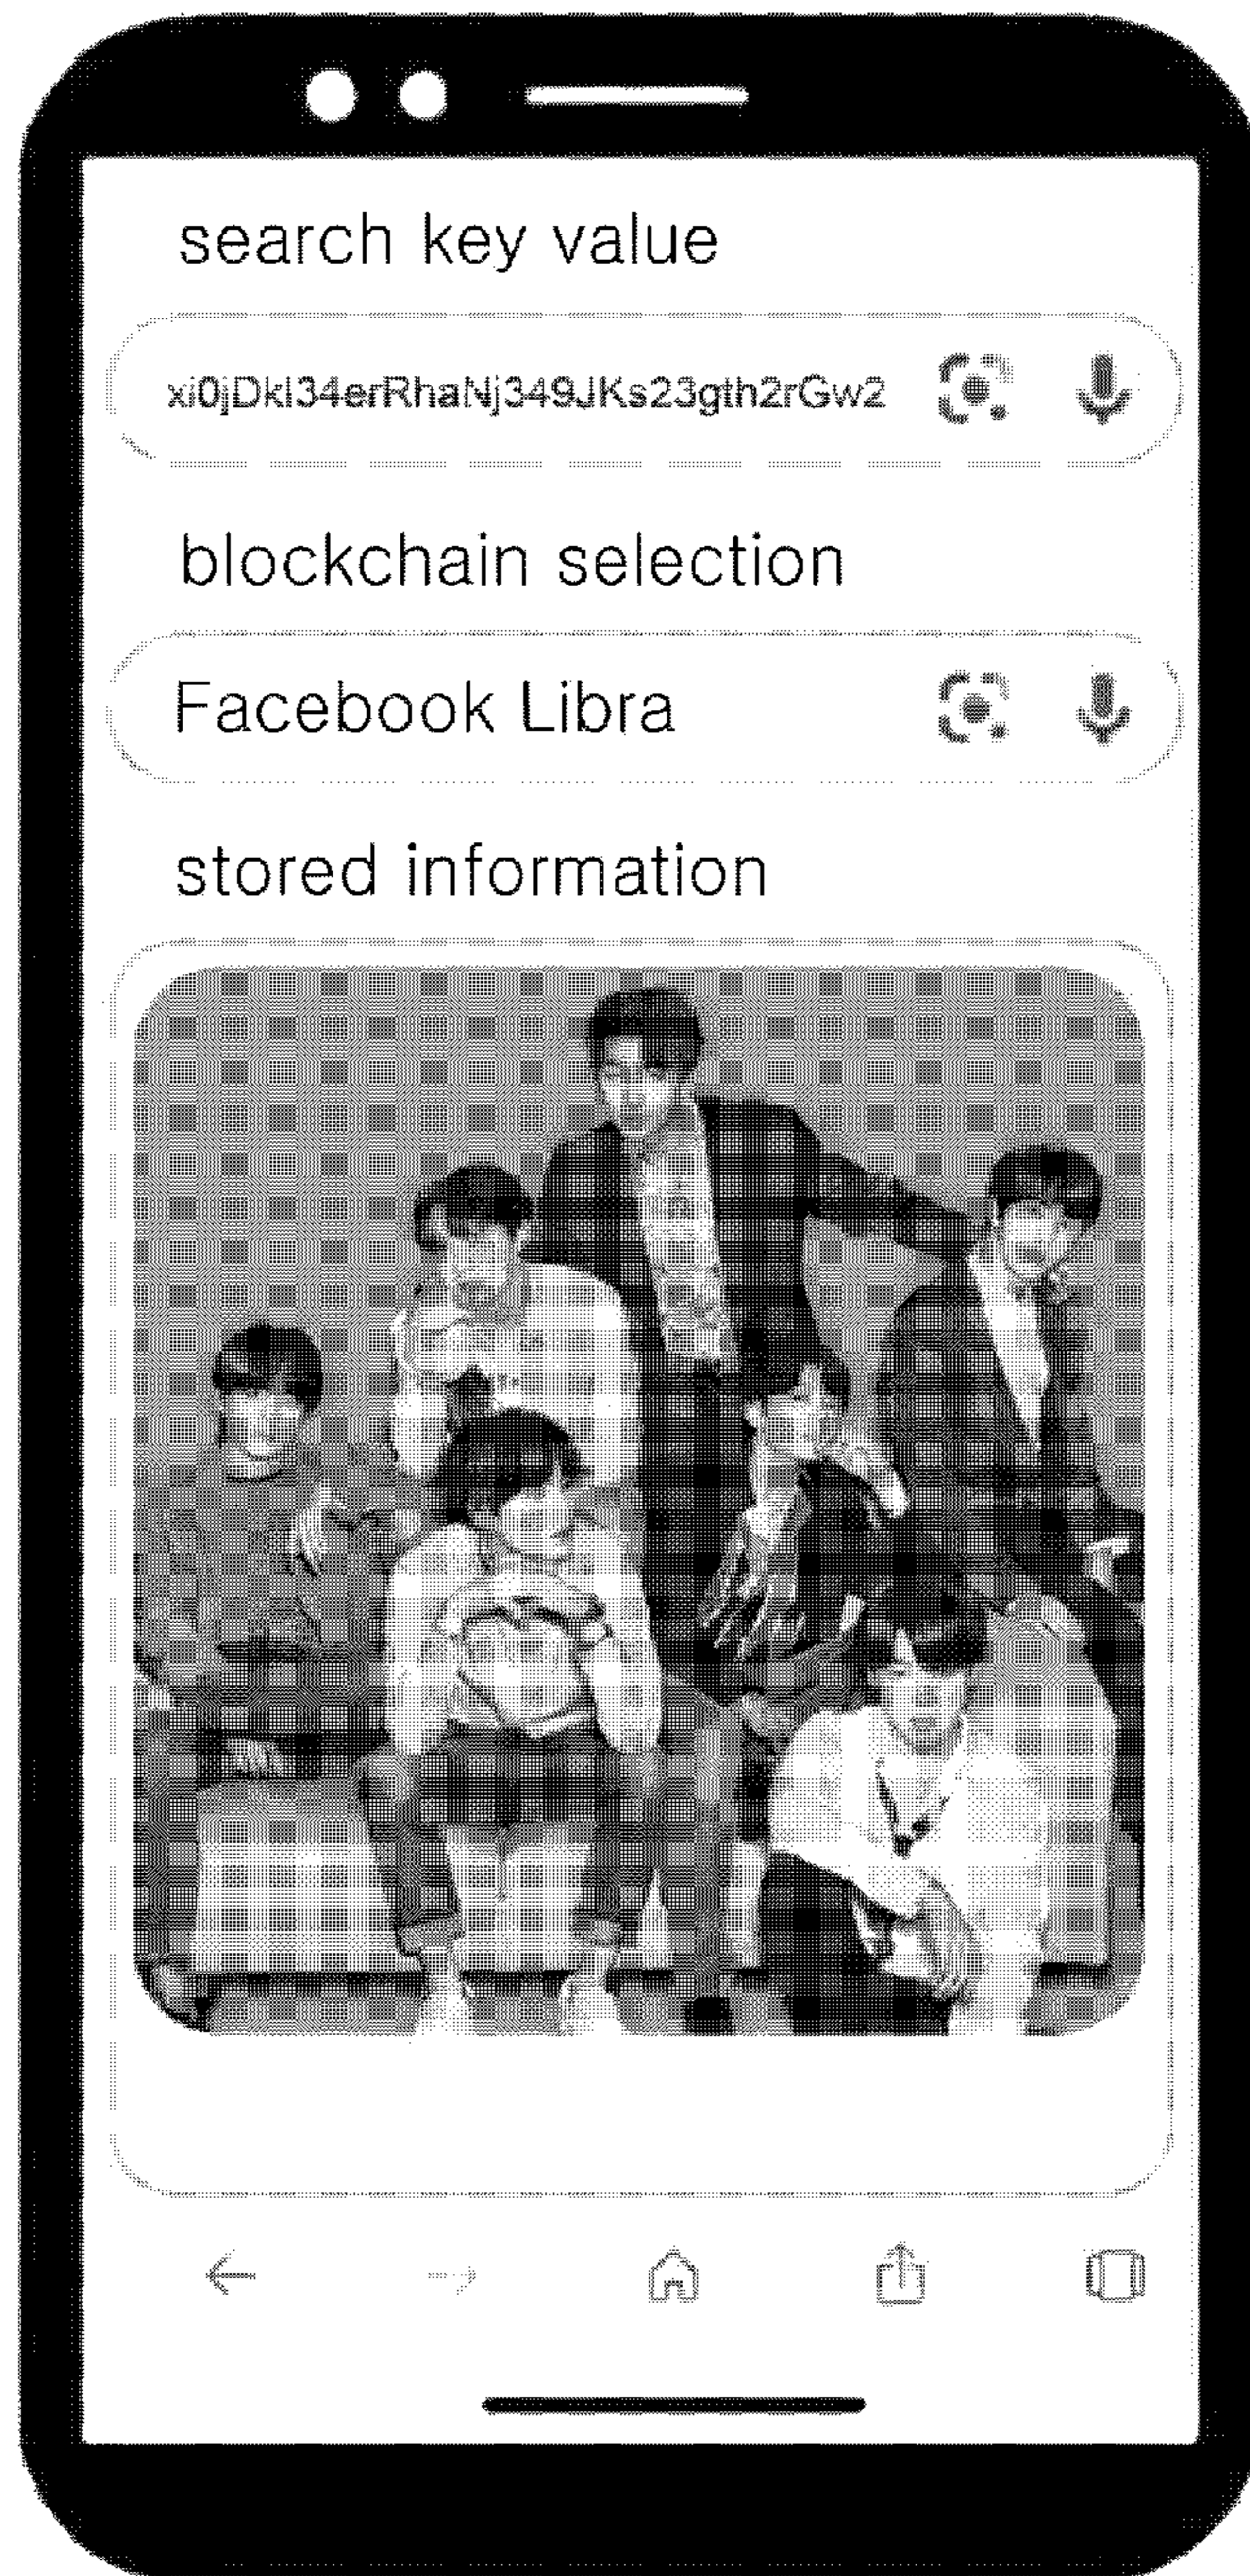 search key value
xi0jDkl34erRhaNj349JKs23gth2rGw2
blockchain selection
Facebook Libra
stored information